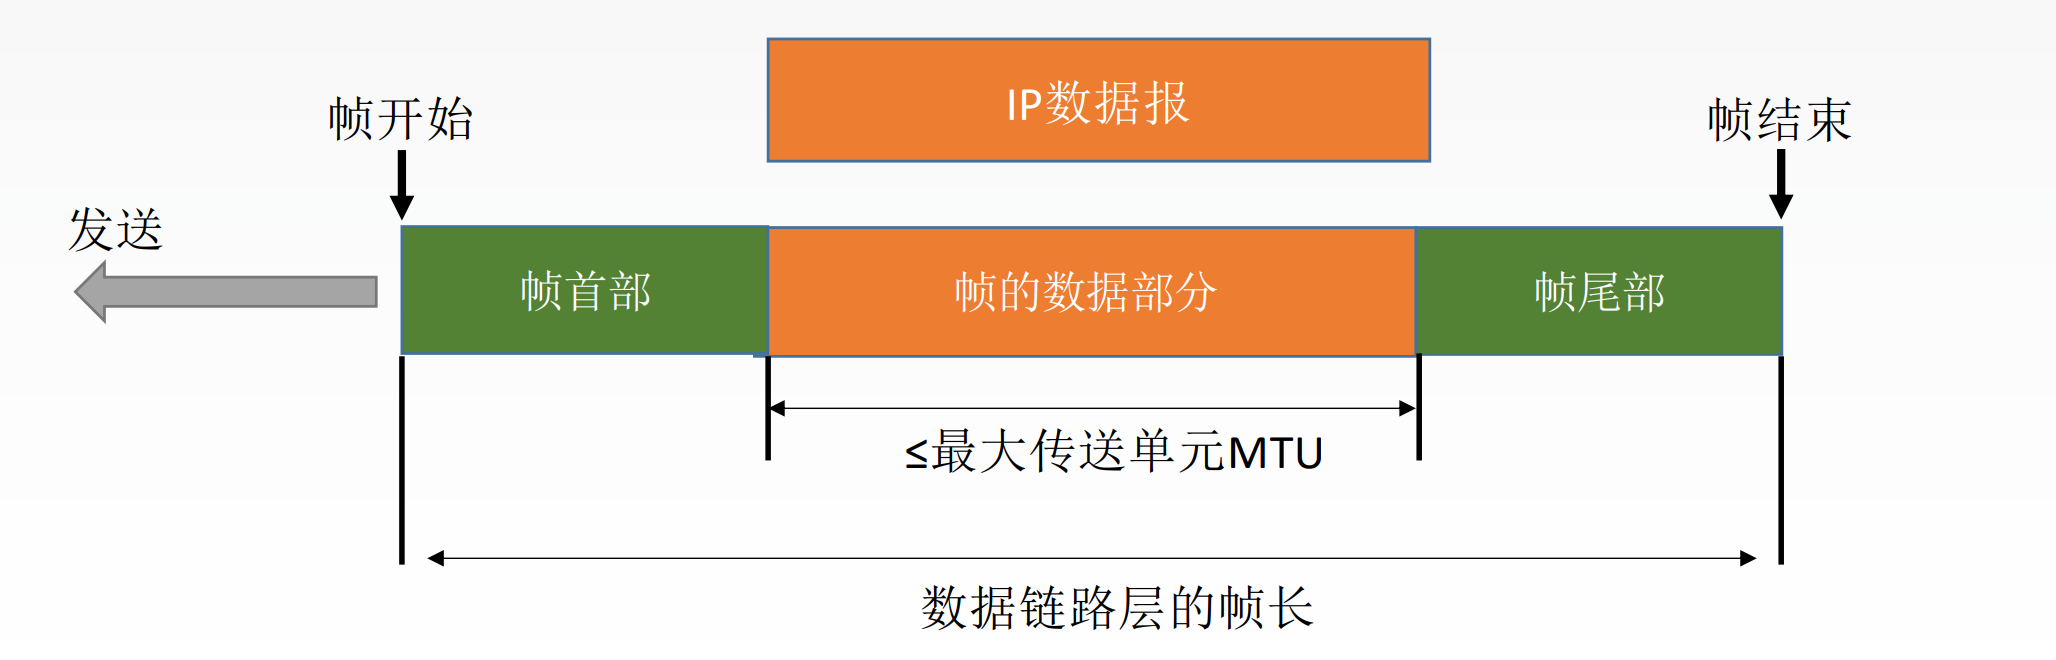 IP数据报
帧开始
帧结束
发送
帧首部
帧的数据部分
帧尾部
≤最大传送单元MTU
数据链路层的帧长